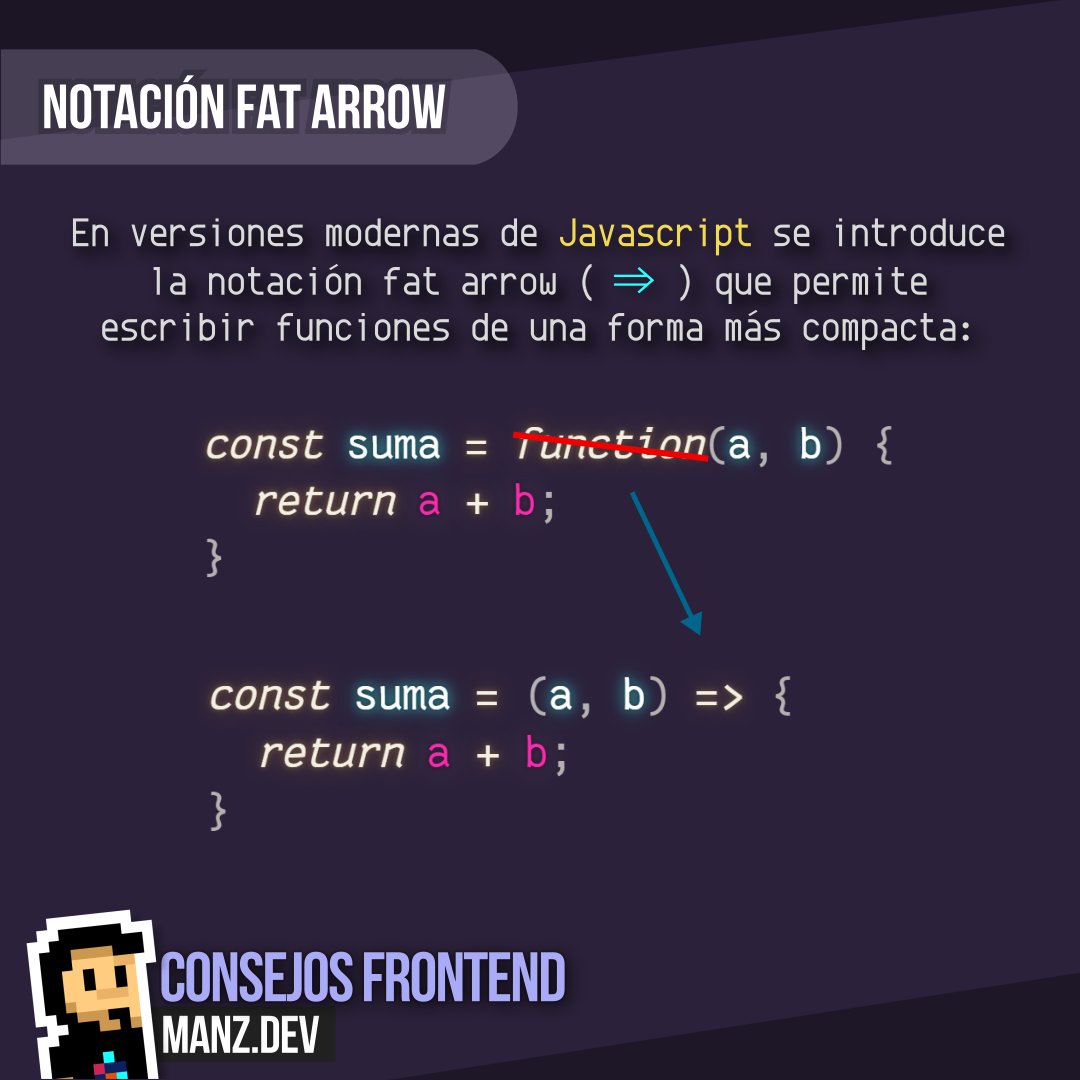 NOTACIÓN FAT ARROW
En versiones modernas de Javascript se introduce
la notación fat arrow ( ⇒ ) que permite
escribir funciones de una forma más compacta:
const suma = function(a, b) {
  return a + b;
}
const suma = (a, b) => {
  return a + b;
}
CONSEJOS FRONTEND
MANZ.DEV